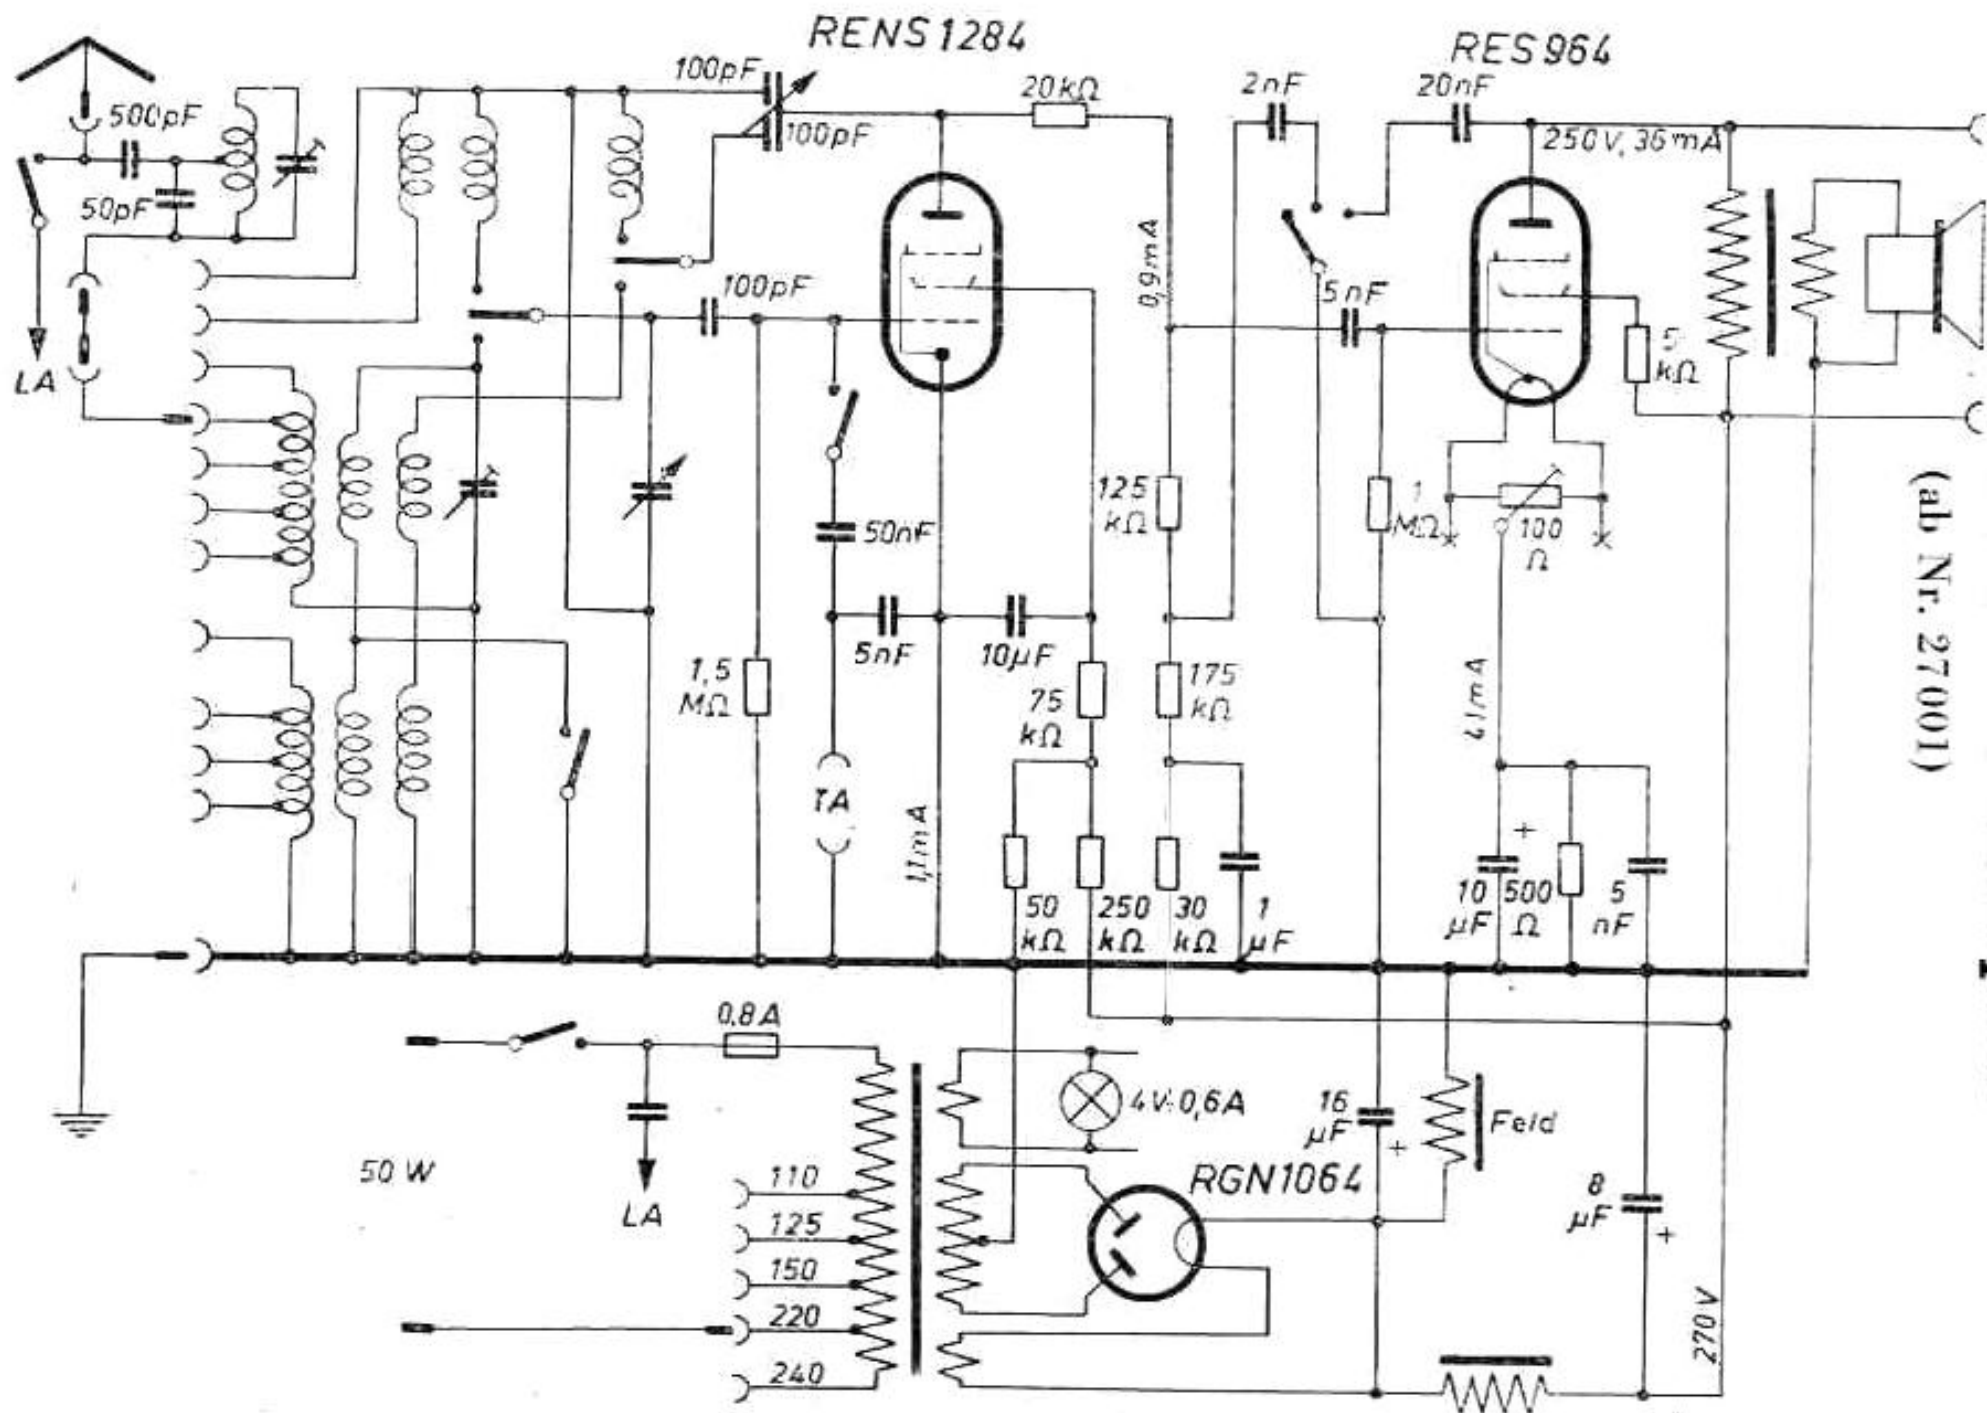 RENS 1284
RES 964
500pF
50pF
LA
100pF
100pF
20kΩ
2nF
20nF
250V, 36mA
100pF
0,9mA
5nF
5
kΩ
125
kΩ
1
MΩ
100
Ω
50nF
5nF
10µF
1,5
MΩ
75
kΩ
175
kΩ
TA
1,1mA
50
kΩ
250
kΩ
30
kΩ
1
µF
+
10
µF
500
Ω
5
nF
(ab Nr. 27001)
0,8A
4V-0,6A
50 W
LA
110
125
150
220
240
RGN1064
16
µF
+
Feld
8
µF
+
270V